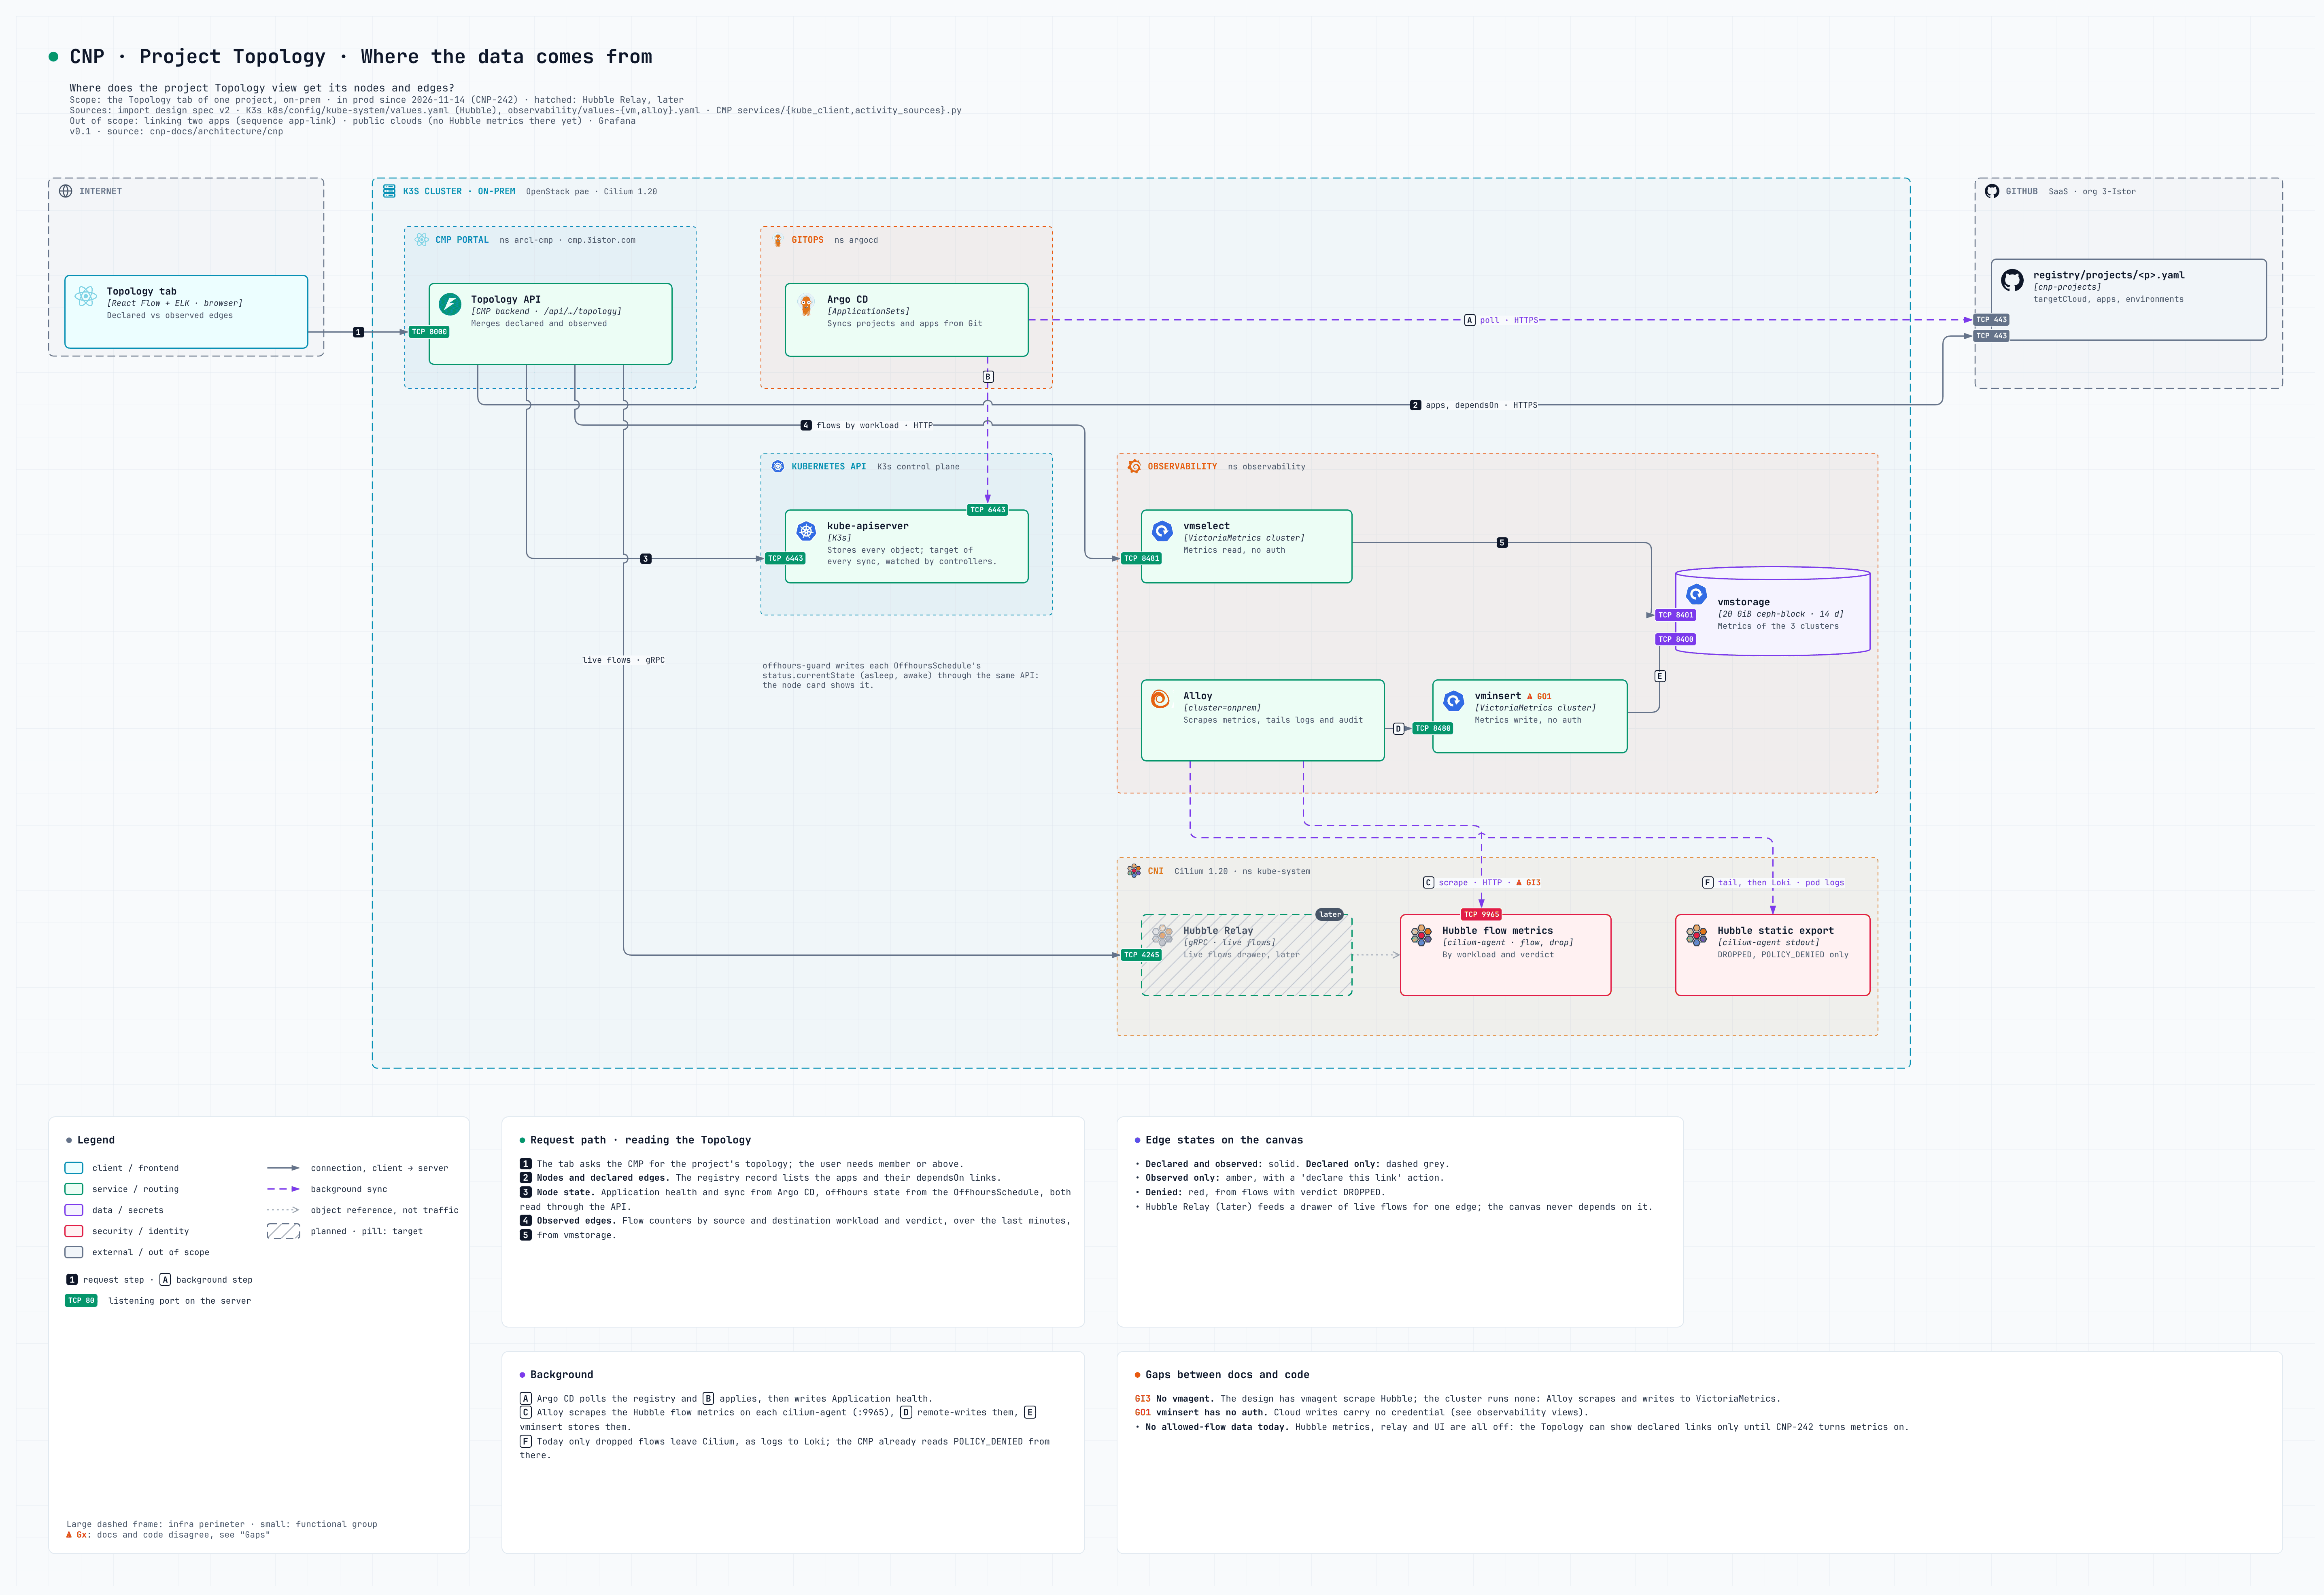 CNP · Project Topology · Where the data comes from
Where does the project Topology view get its nodes and edges?
Scope: the Topology tab of one project, on-prem · in prod since 2026-11-14 (CNP-242) · hatched: Hubble Relay, later
Sources: import design spec v2 · K3s k8s/config/kube-system/values.yaml (Hubble), observability/values-{vm,alloy}.yaml · CMP services/{kube_client,activity_sources}.py
Out of scope: linking two apps (sequence app-link) · public clouds (no Hubble metrics there yet) · Grafana
v0.1 · source: cnp-docs/architecture/cnp
INTERNET
Topology tab
[React Flow + ELK · browser]
Declared vs observed edges
1
K3S CLUSTER · ON-PREM OpenStack pae · Cilium 1.20
CMP PORTAL ns arcl-cmp · cmp.3istor.com
Topology API
[CMP backend · /api/…/topology]
Merges declared and observed
TCP 8000
GITOPS ns argocd
Argo CD
[ApplicationSets]
Syncs projects and apps from Git
A poll · HTTPS
B
GITHUB SaaS · org 3-Istor
registry/projects/<p>.yaml
[cnp-projects]
targetCloud, apps, environments
TCP 443
TCP 443
2 apps, dependsOn · HTTPS
4 flows by workload · HTTP
KUBERNETES API K3s control plane
TCP 6443
kube-apiserver
[K3s]
Stores every object; target of
every sync, watched by controllers.
TCP 6443
3
offhours-guard writes each OffhoursSchedule's
status.currentState (asleep, awake) through the same API:
the node card shows it.
live flows · gRPC
OBSERVABILITY ns observability
vmselect
[VictoriaMetrics cluster]
Metrics read, no auth
TCP 8481
5
vmstorage
[20 GiB ceph-block · 14 d]
Metrics of the 3 clusters
TCP 8401
TCP 8400
E
Alloy
[cluster=onprem]
Scrapes metrics, tails logs and audit
D
TCP 8480
vminsert GO1
[VictoriaMetrics cluster]
Metrics write, no auth
CNI Cilium 1.20 · ns kube-system
C scrape · HTTP · GI3
F tail, then Loki · pod logs
later
Hubble Relay
[gRPC · live flows]
Live flows drawer, later
TCP 4245
TCP 9965
Hubble flow metrics
[cilium-agent · flow, drop]
By workload and verdict
Hubble static export
[cilium-agent stdout]
DROPPED, POLICY_DENIED only
Legend
client / frontend
service / routing
data / secrets
security / identity
external / out of scope
connection, client → server
background sync
object reference, not traffic
planned · pill: target
1 request step · A background step
TCP 80 listening port on the server
Large dashed frame: infra perimeter · small: functional group
Gx: docs and code disagree, see "Gaps"
Request path · reading the Topology
1 The tab asks the CMP for the project's topology; the user needs member or above.
2 Nodes and declared edges. The registry record lists the apps and their dependsOn links.
3 Node state. Application health and sync from Argo CD, offhours state from the OffhoursSchedule, both
read through the API.
4 Observed edges. Flow counters by source and destination workload and verdict, over the last minutes,
5 from vmstorage.
Edge states on the canvas
• Declared and observed: solid. Declared only: dashed grey.
• Observed only: amber, with a 'declare this link' action.
• Denied: red, from flows with verdict DROPPED.
• Hubble Relay (later) feeds a drawer of live flows for one edge; the canvas never depends on it.
Background
A Argo CD polls the registry and B applies, then writes Application health.
C Alloy scrapes the Hubble flow metrics on each cilium-agent (:9965), D remote-writes them, E
vminsert stores them.
F Today only dropped flows leave Cilium, as logs to Loki; the CMP already reads POLICY_DENIED from
there.
Gaps between docs and code
GI3 No vmagent. The design has vmagent scrape Hubble; the cluster runs none: Alloy scrapes and writes to VictoriaMetrics.
GO1 vminsert has no auth. Cloud writes carry no credential (see observability views).
• No allowed-flow data today. Hubble metrics, relay and UI are all off: the Topology can show declared links only until CNP-242 turns metrics on.